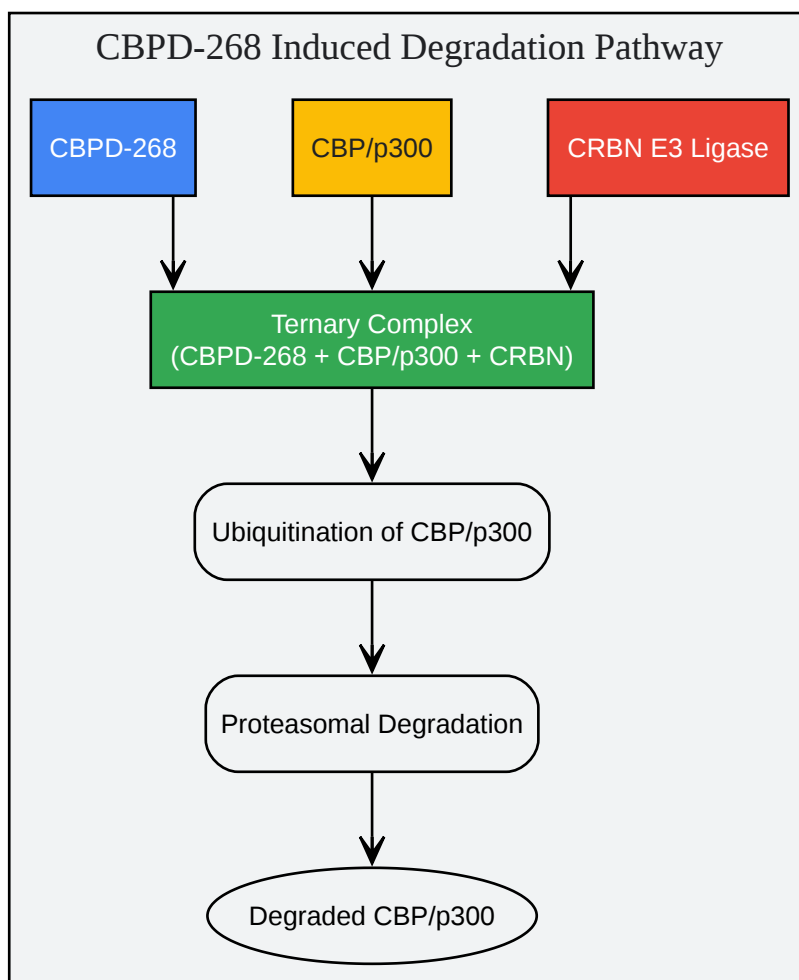 CBPD-268 Induced Degradation Pathway
CBPD-268
CBP/p300
CRBN E3 Ligase
Ternary Complex
(CBPD-268 + CBP/p300 + CRBN)
Ubiquitination of CBP/p300
Proteasomal Degradation
Degraded CBP/p300